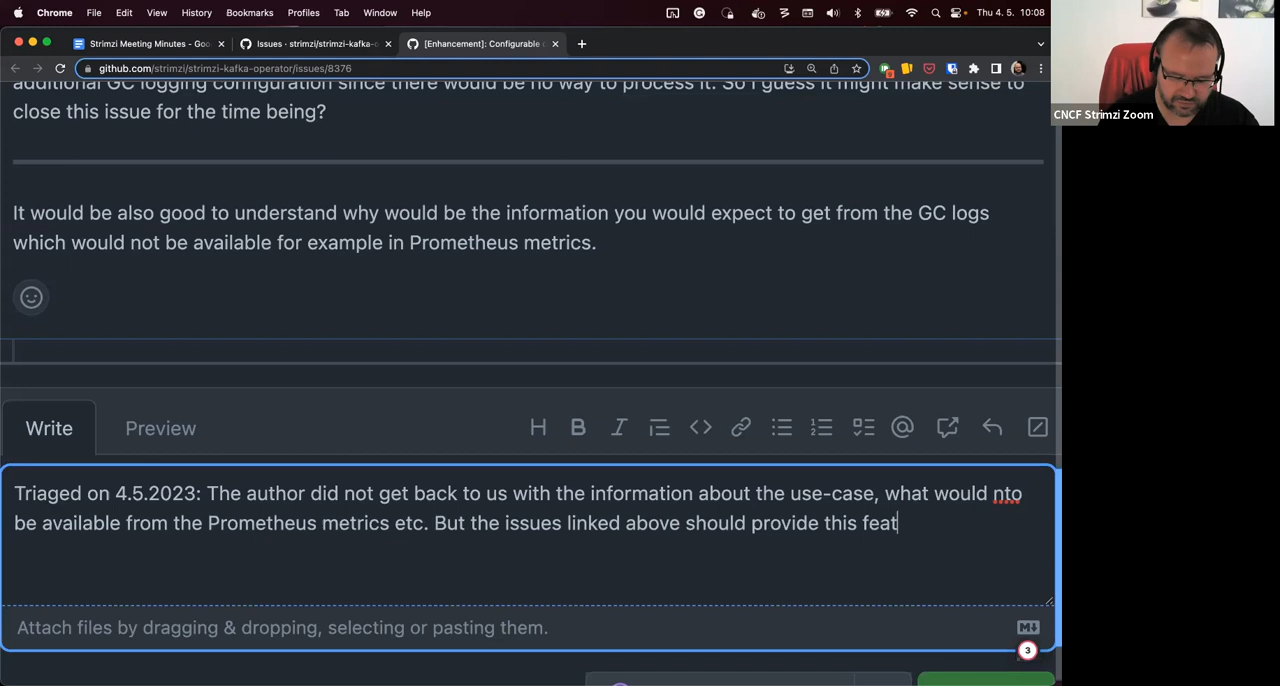 Chrome File Edit View History Bookmarks Profiles Tab Window Help Thu 4. 5. 10:08
Strimzi Meeting Minutes - Goo Issues · strimzi/strimzi-kafka-o [Enhancement]: Configurable
github.com/strimzi/strimzi-kafka-operator/issues/8376
CNCF Strimzi Zoom
additional GC logging configuration since there would be no way to process it. So I guess it might make sense to
close this issue for the time being?
It would be also good to understand why would be the information you would expect to get from the GC logs
which would not be available for example in Prometheus metrics.
Write Preview
Triaged on 4.5.2023: The author did not get back to us with the information about the use-case, what would nto
be available from the Prometheus metrics etc. But the issues linked above should provide this feat
Attach files by dragging & dropping, selecting or pasting them.
3